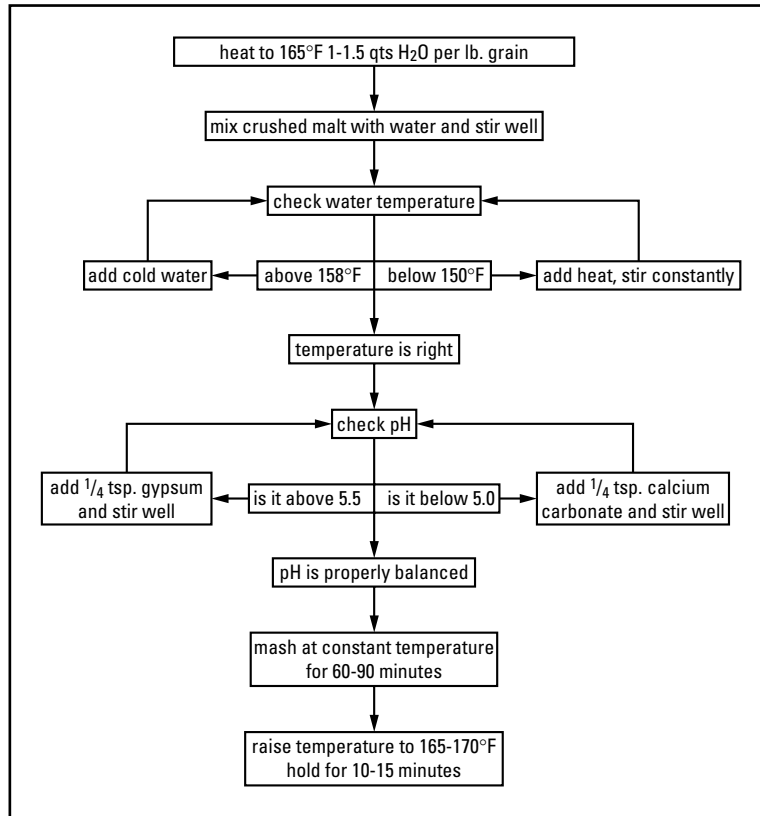 heat to 165°F 1-1.5 qts H₂O per lb. grain
mix crushed malt with water and stir well
check water temperature
add cold water
above 158°F
below 150°F
add heat, stir constantly
temperature is right
check pH
add 1/4 tsp. gypsum
and stir well
is it above 5.5
is it below 5.0
add 1/4 tsp. calcium
carbonate and stir well
pH is properly balanced
mash at constant temperature
for 60-90 minutes
raise temperature to 165-170°F
hold for 10-15 minutes